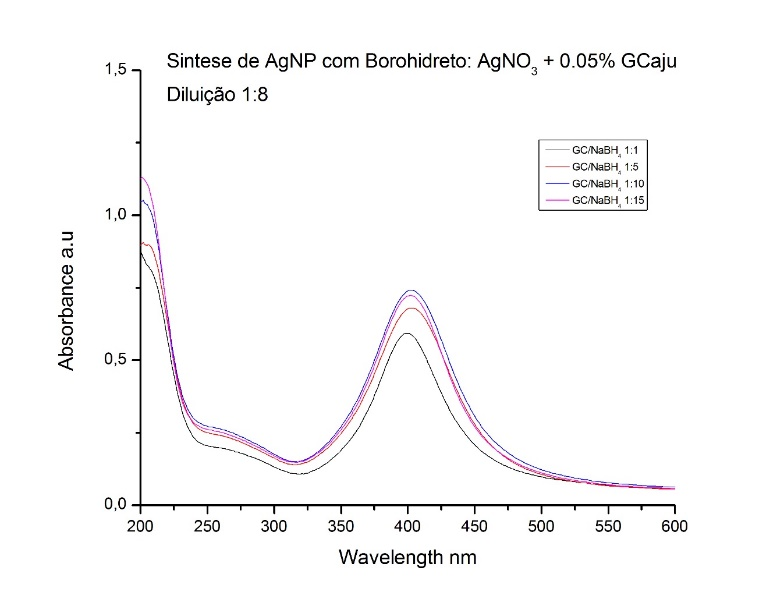 Sintese de AgNP com Borohidreto: AgNO₃ + 0.05% GCaju
Diluição 1:8
1,5
1,0
0,5
0,0
Absorbance a.u
GC/NaBH₄ 1:1
GC/NaBH₄ 1:5
GC/NaBH₄ 1:10
GC/NaBH₄ 1:15
200 250 300 350 400 450 500 550 600
Wavelength nm